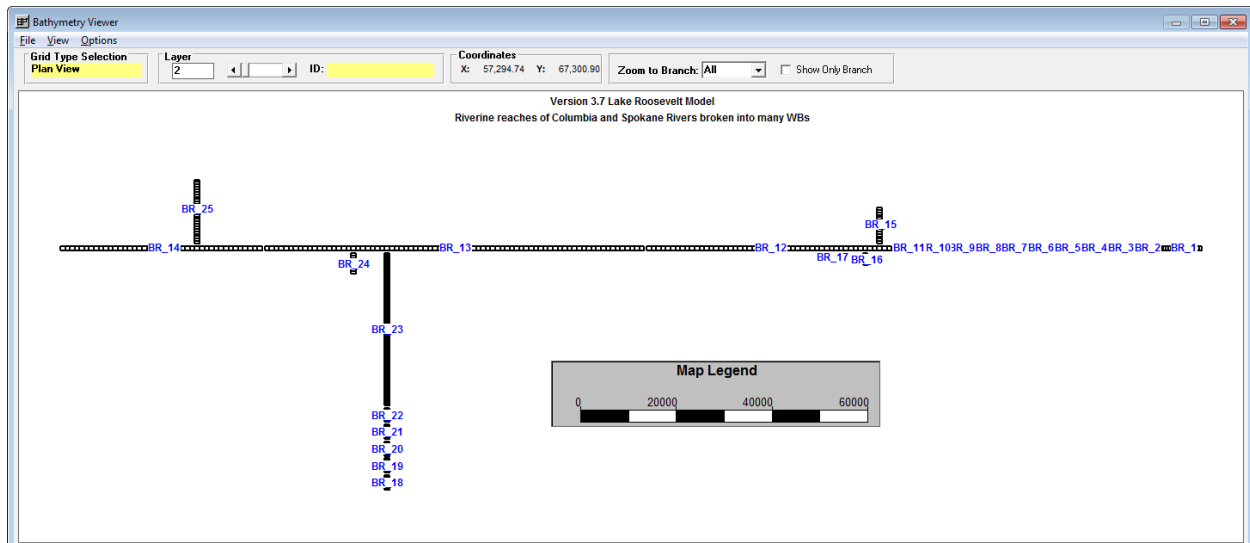 Bathymetry Viewer
File View Options
Grid Type Selection
Plan View
Layer
2
ID:
Coordinates
X: 57,294.74 Y: 67,300.90
Zoom to Branch: All
Show Only Branch
Version 3.7 Lake Roosevelt Model
Riverine reaches of Columbia and Spokane Rivers broken into many WBs
BR_25
BR_15
BR_14 BR_13 BR_12 BR_11 R_10 3R_9 BR_8 BR_7 BR_6 BR_5 BR_4 BR_3 BR_2 BR_1
BR_24 BR_17 BR_16
BR_23
Map Legend
0 20000 40000 60000
BR_22
BR_21
BR_20
BR_19
BR_18